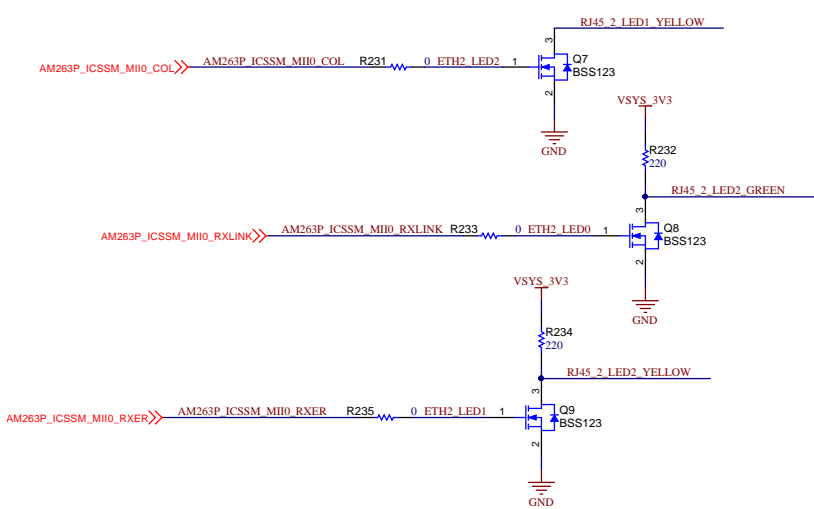 RJ45_2_LED1_YELLOW
3
AM263P_ICSSM_MII0_COL AM263P_ICSSM_MII0_COL R231 0 ETH2_LED2 1 Q7
BSS123
2
GND
VSYS_3V3
R232
220
RJ45_2_LED2_GREEN
3
AM263P_ICSSM_MII0_RXLINK AM263P_ICSSM_MII0_RXLINK R233 0 ETH2_LED0 1 Q8
BSS123
2
GND
VSYS_3V3
R234
220
RJ45_2_LED2_YELLOW
3
AM263P_ICSSM_MII0_RXER AM263P_ICSSM_MII0_RXER R235 0 ETH2_LED1 1 Q9
BSS123
2
GND